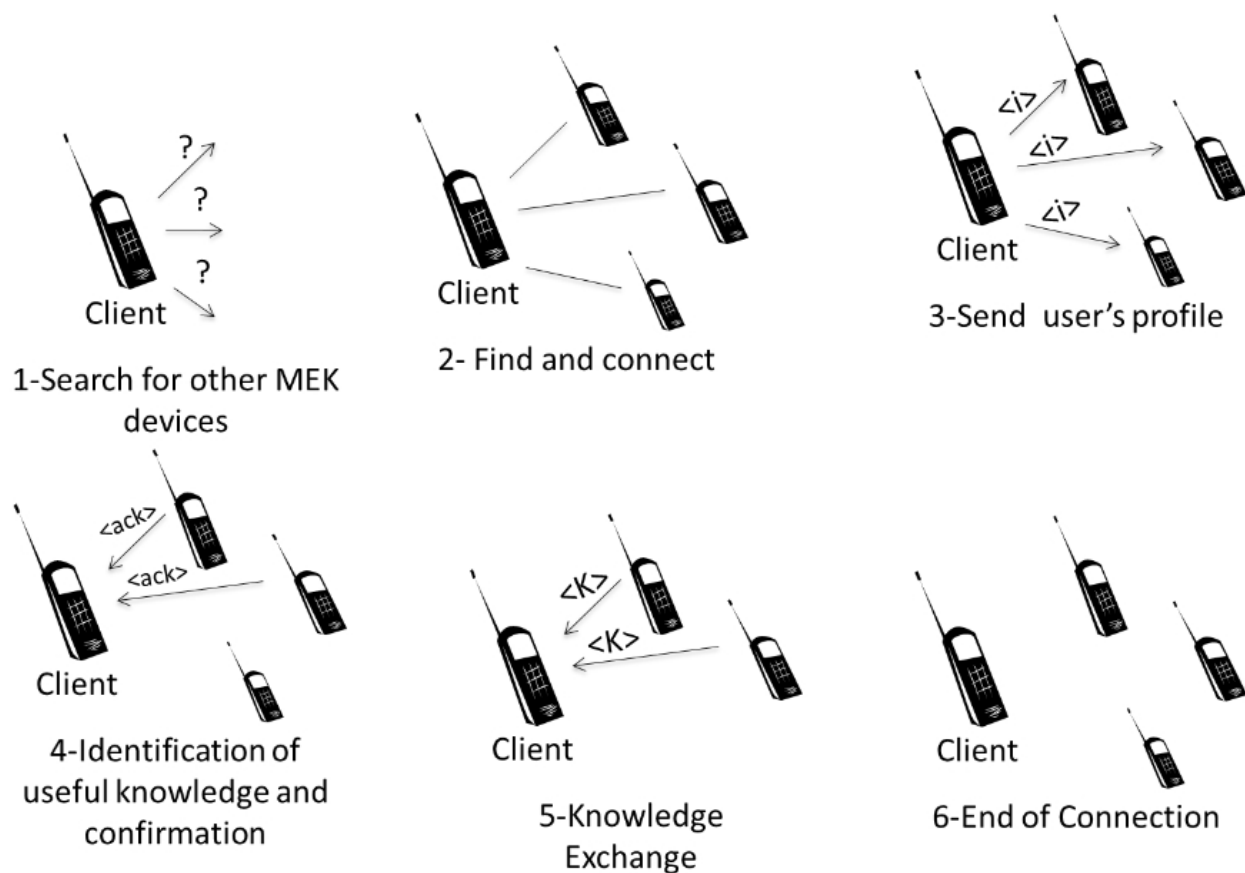 ?
?
?
Client
1-Search for other MEK
devices
Client
2- Find and connect
<i>
<i>
<i>
Client
3-Send  user’s profile
<ack>
<ack>
Client
4-Identification of
useful knowledge and
confirmation
<K>
<K>
Client
5-Knowledge
Exchange
Client
6-End of Connection